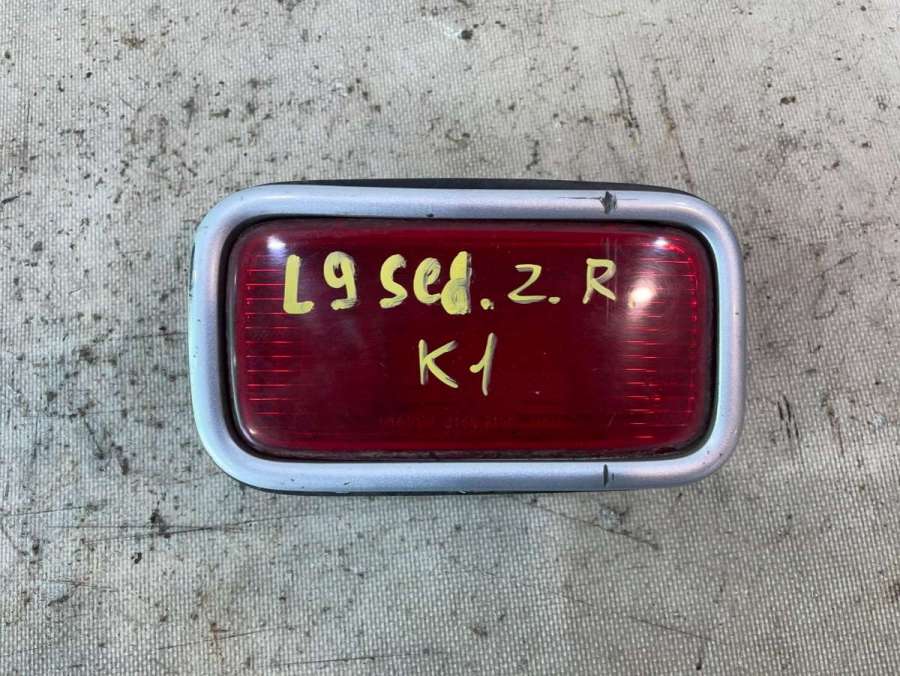 L9 sed. Z. R
K1